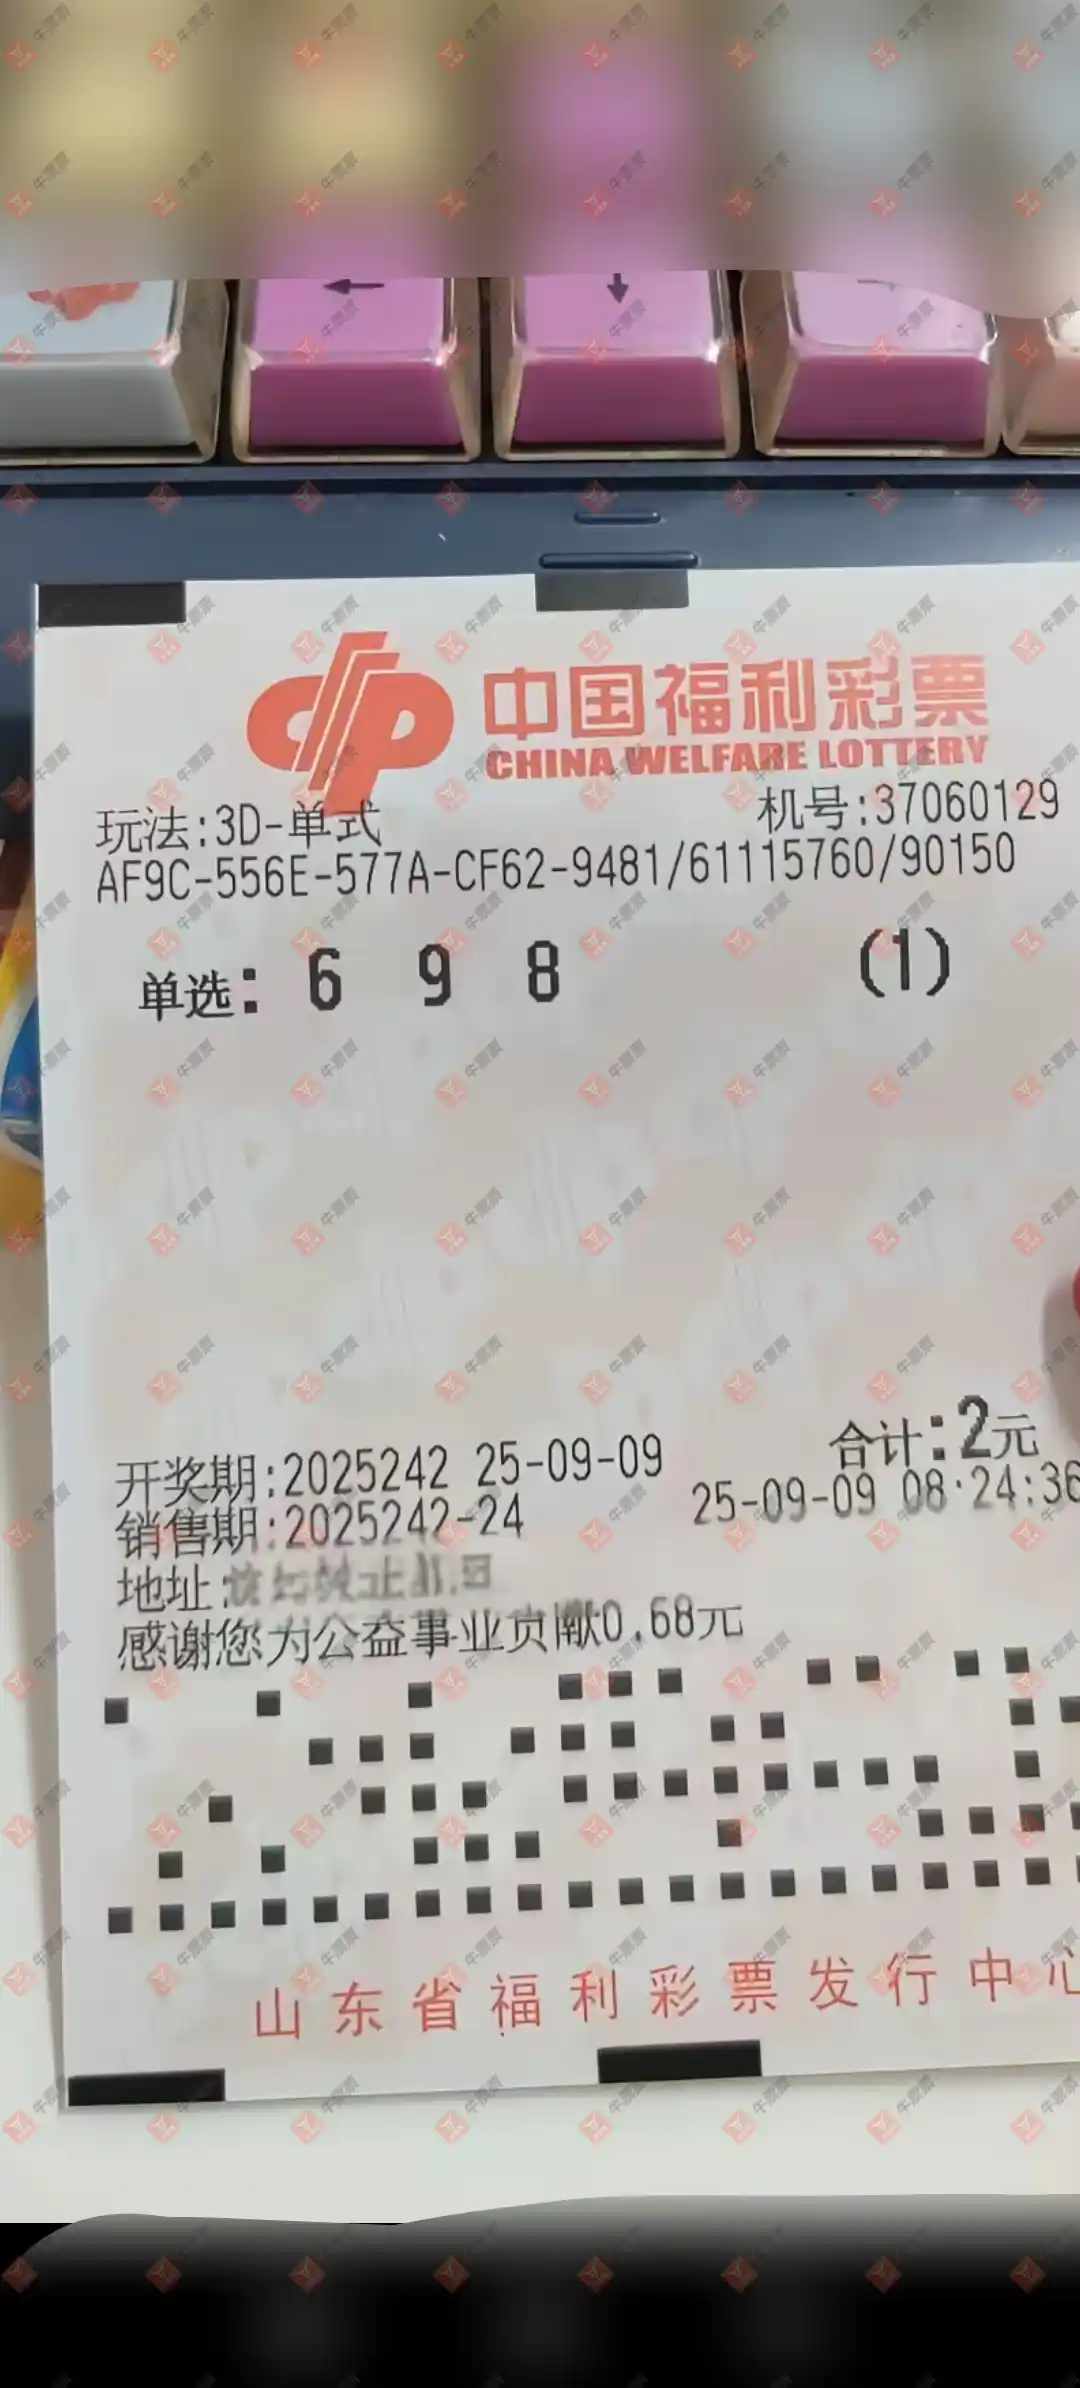 中国福利彩票
CHINA WELFARE LOTTERY
玩法:3D-单式
机号:37060129
AF9C-556E-577A-CF62-9481/61115760/90150
单选: 6 9 8 (1)
合计:2元
开奖期:2025242 25-09-09
销售期:2025242-24
25-09-09 08:24:36
地址:
感谢您为公益事业贡献0.68元
山东省福利彩票发行中心
牛票票